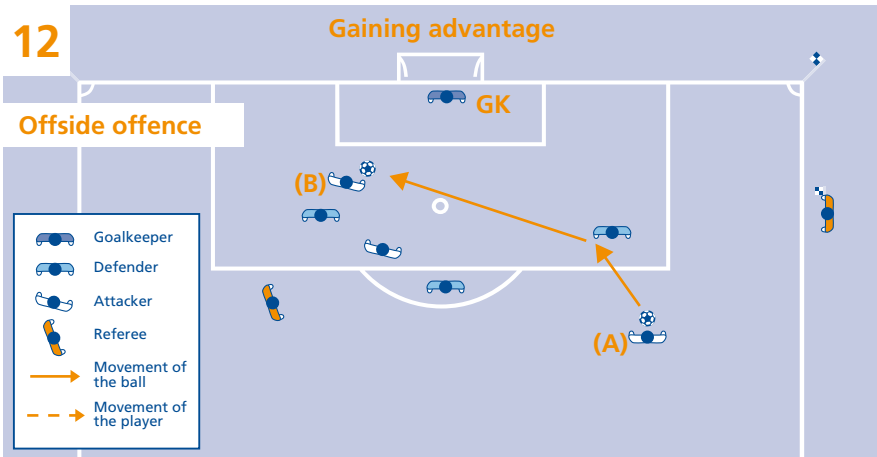 12
Gaining advantage
GK
Offside offence
(B)
(A)
Goalkeeper
Defender
Attacker
Referee
Movement of
the ball
Movement of
the player